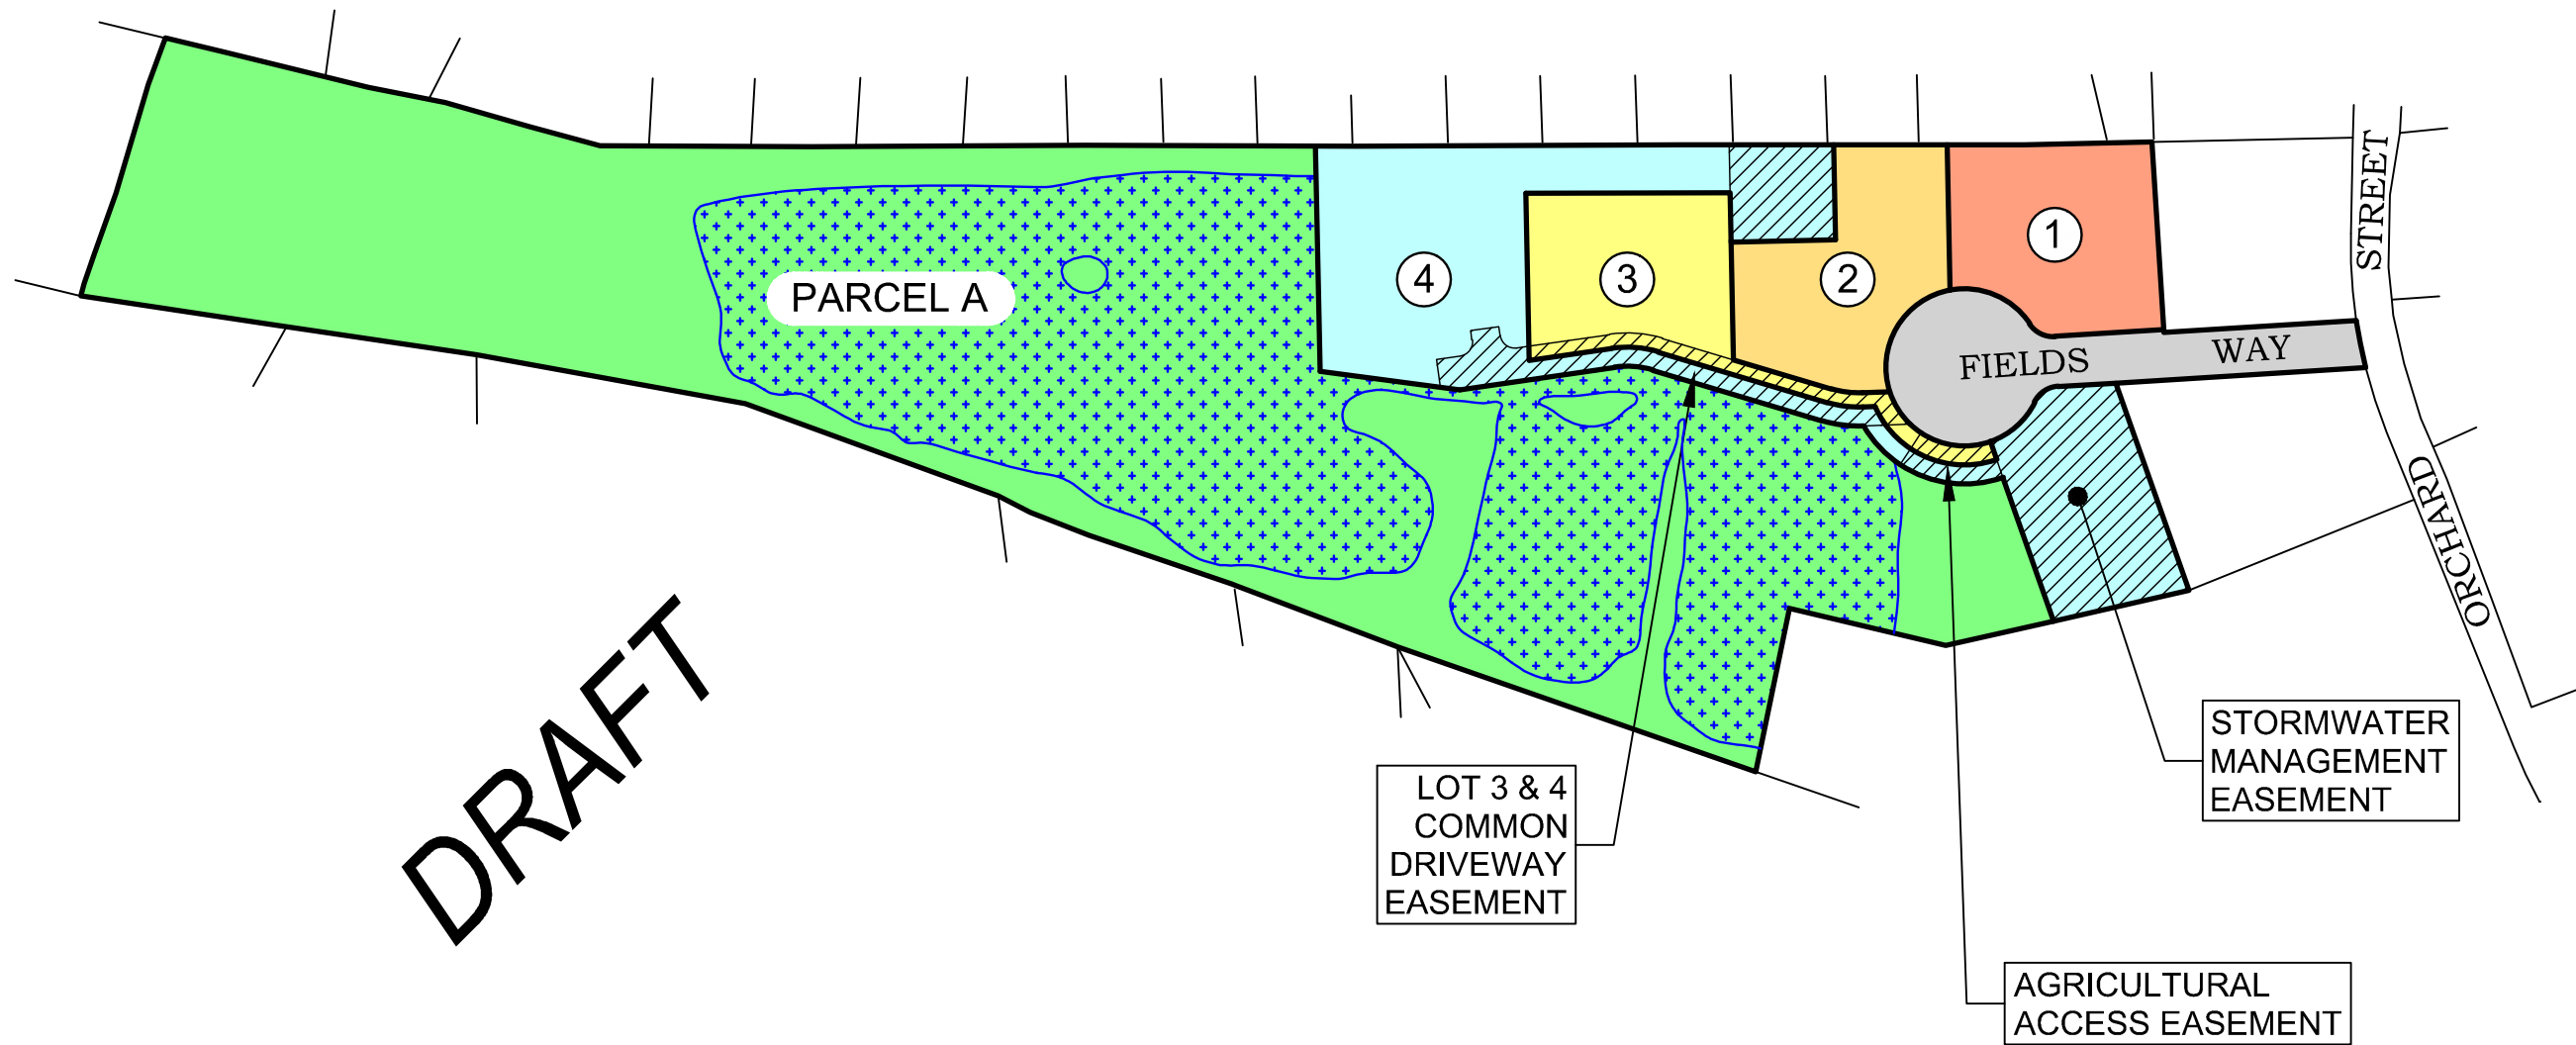 STREET
PARCEL A
4
3
2
1
FIELDS WAY
ORCHARD
DRAFT
LOT 3 & 4
COMMON
DRIVEWAY
EASEMENT
STORMWATER
MANAGEMENT
EASEMENT
AGRICULTURAL
ACCESS EASEMENT